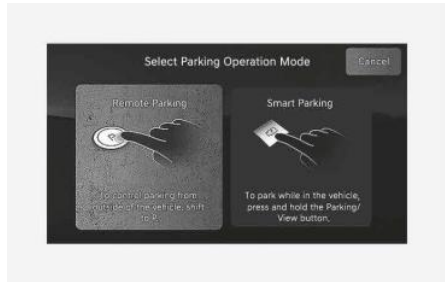 Select Parking Operation Mode
Cancel
Remote Parking
P
To control parking from
outside of the vehicle, shift
to P.
Smart Parking
To park while in the vehicle,
press and hold the Parking/
View button.